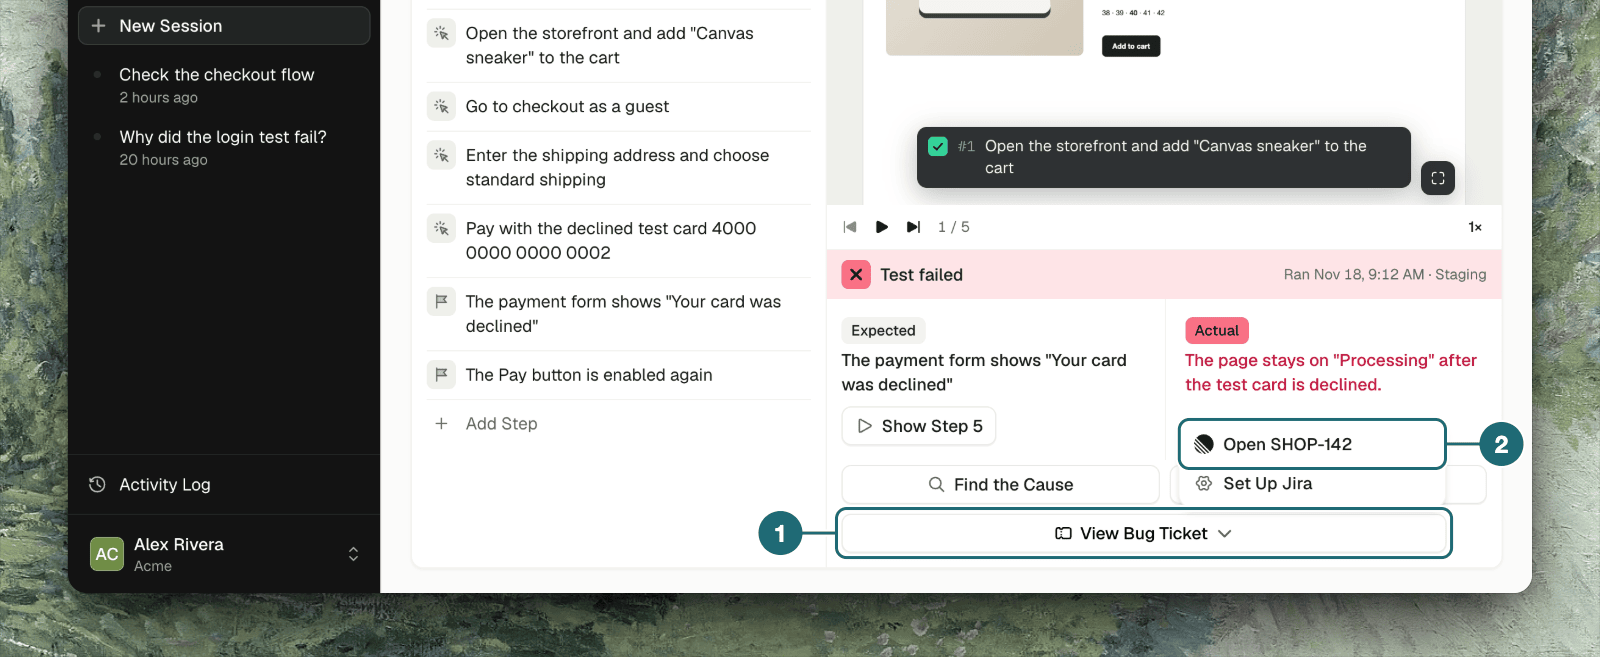 New Session
Check the checkout flow
2 hours ago
Why did the login test fail?
20 hours ago
Activity Log
AC
Alex Rivera
Acme
Open the storefront and add "Canvas
sneaker" to the cart
Go to checkout as a guest
Enter the shipping address and choose
standard shipping
Pay with the declined test card 4000
0000 0000 0002
The payment form shows "Your card was
declined"
The Pay button is enabled again
Add Step
38 · 39 · 40 · 41 · 42
Add to cart
#1 Open the storefront and add "Canvas sneaker" to the
cart
1 / 5
1×
Test failed
Ran Nov 18, 9:12 AM · Staging
Expected
The payment form shows "Your card
was declined"
Show Step 5
Actual
The page stays on "Processing" after
the test card is declined.
Open SHOP-142
2
Find the Cause
Set Up Jira
1
View Bug Ticket